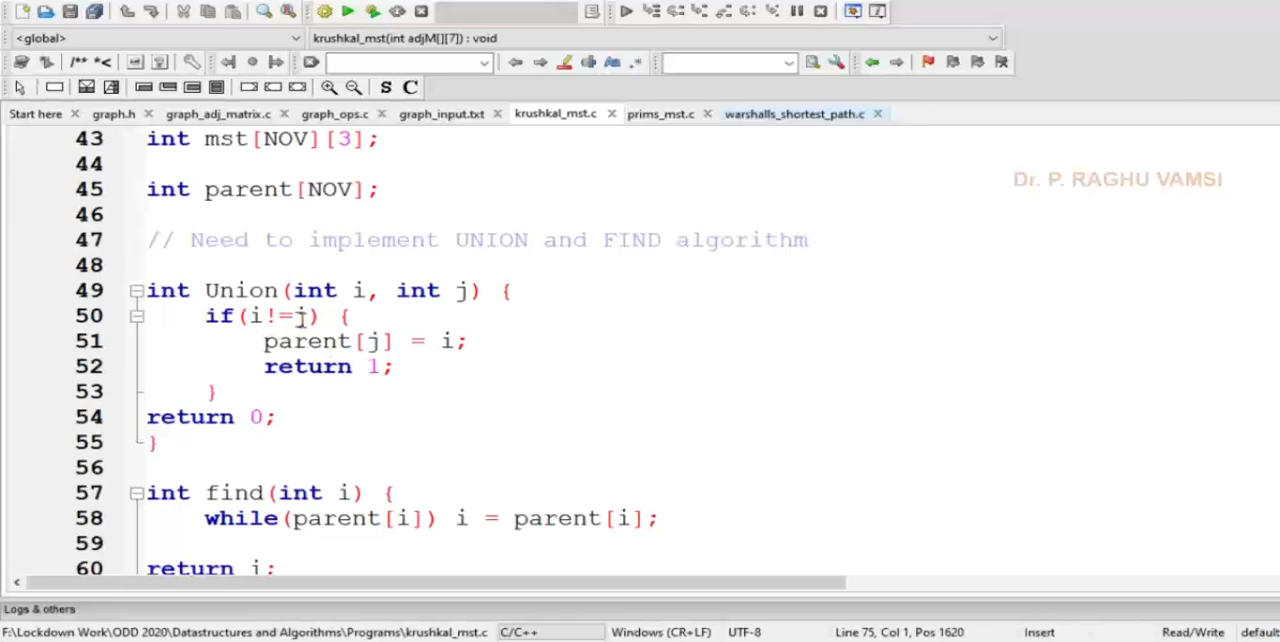 <global>
krushkal_mst(int adjM[][7]) : void
/** *<
S C
Start here graph.h graph_adj_matrix.c graph_ops.c graph_input.txt krushkal_mst.c prims_mst.c warshalls_shortest_path.c
43 int mst[NOV][3];
44
45 int parent[NOV];
46
47 // Need to implement UNION and FIND algorithm
48
49 int Union(int i, int j) {
50 if(i!=j) {
51 parent[j] = i;
52 return 1;
53 }
54 return 0;
55 }
56
57 int find(int i) {
58 while(parent[i]) i = parent[i];
59
60 return i;
Dr. P. RAGHU VAMSI
Logs & others
F:\Lockdown Work\ODD 2020\Datastructures and Algorithms\Programs\krushkal_mst.c C/C++ Windows (CR+LF) UTF-8 Line 75, Col 1, Pos 1620 Insert Read/Write default